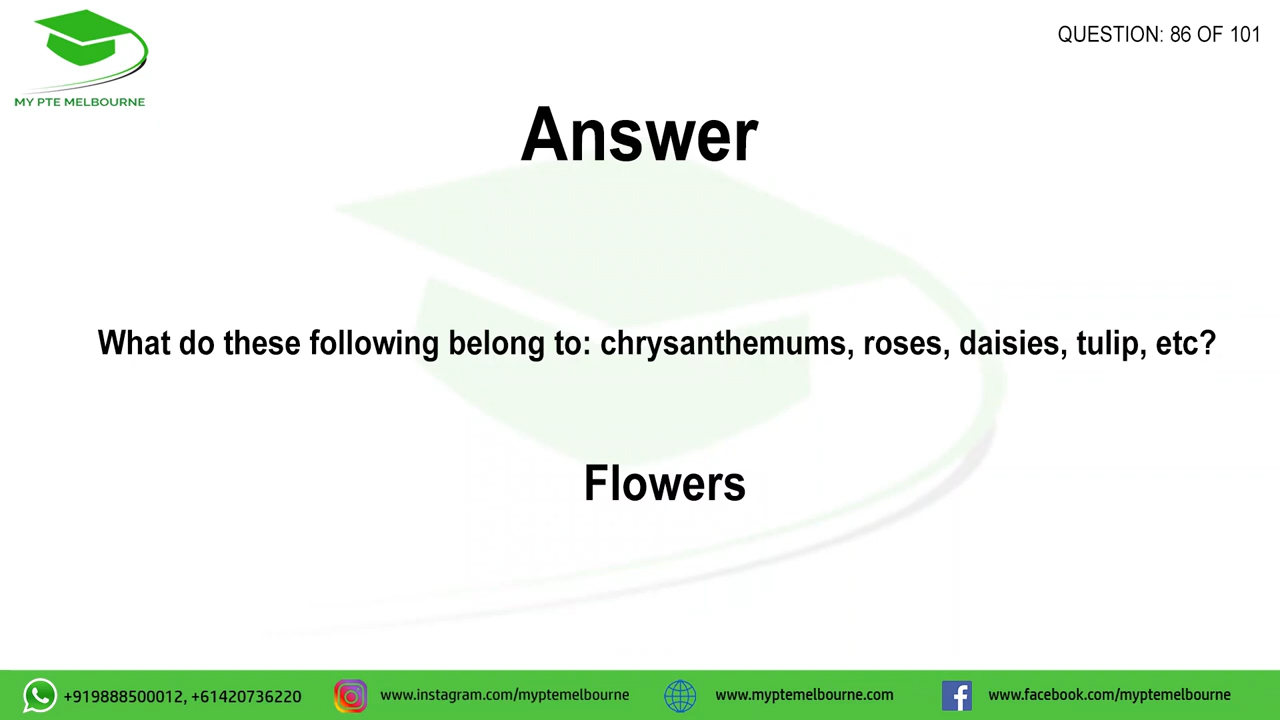 QUESTION: 86 OF 101
MY PTE MELBOURNE
Answer
What do these following belong to: chrysanthemums, roses, daisies, tulip, etc?
Flowers
+919888500012, +61420736220 www.instagram.com/myptemelbourne www.myptemelbourne.com www.facebook.com/myptemelbourne